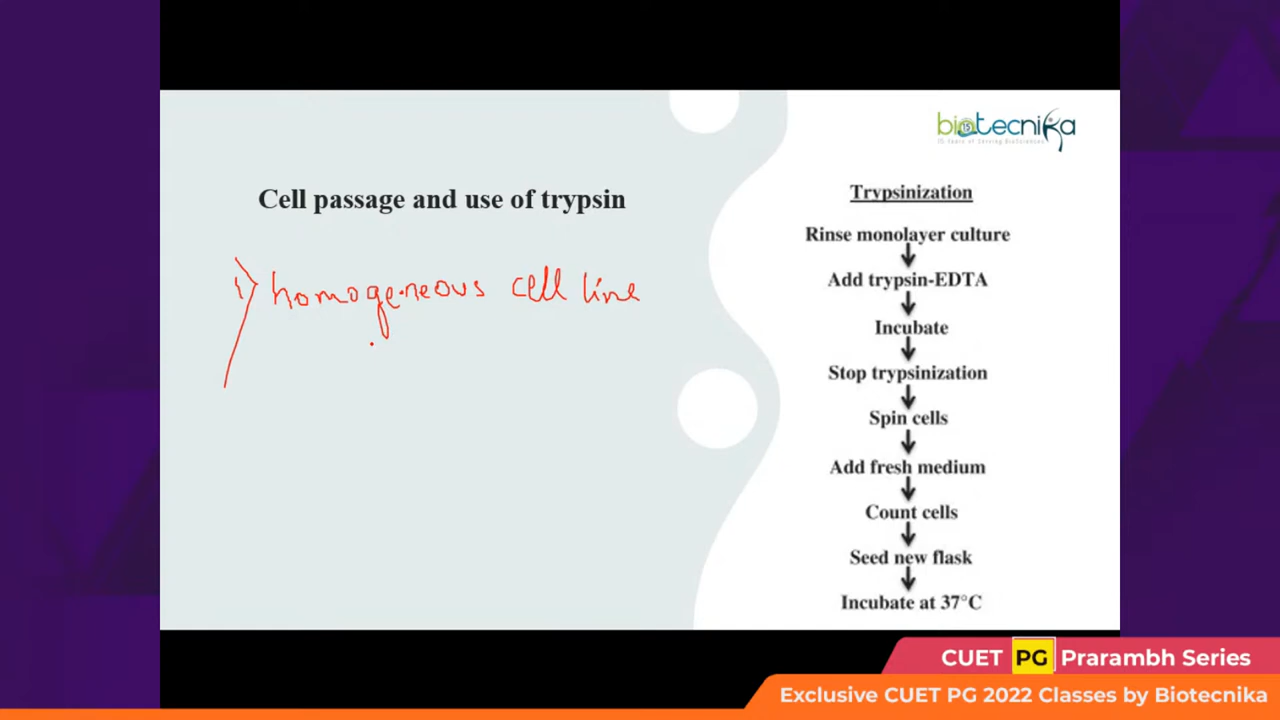 biotecnika
Cell passage and use of trypsin
1) homogeneous cell line
Trypsinization
Rinse monolayer culture
Add trypsin-EDTA
Incubate
Stop trypsinization
Spin cells
Add fresh medium
Count cells
Seed new flask
Incubate at 37°C
CUET PG Prarambh Series
Exclusive CUET PG 2022 Classes by Biotecnika